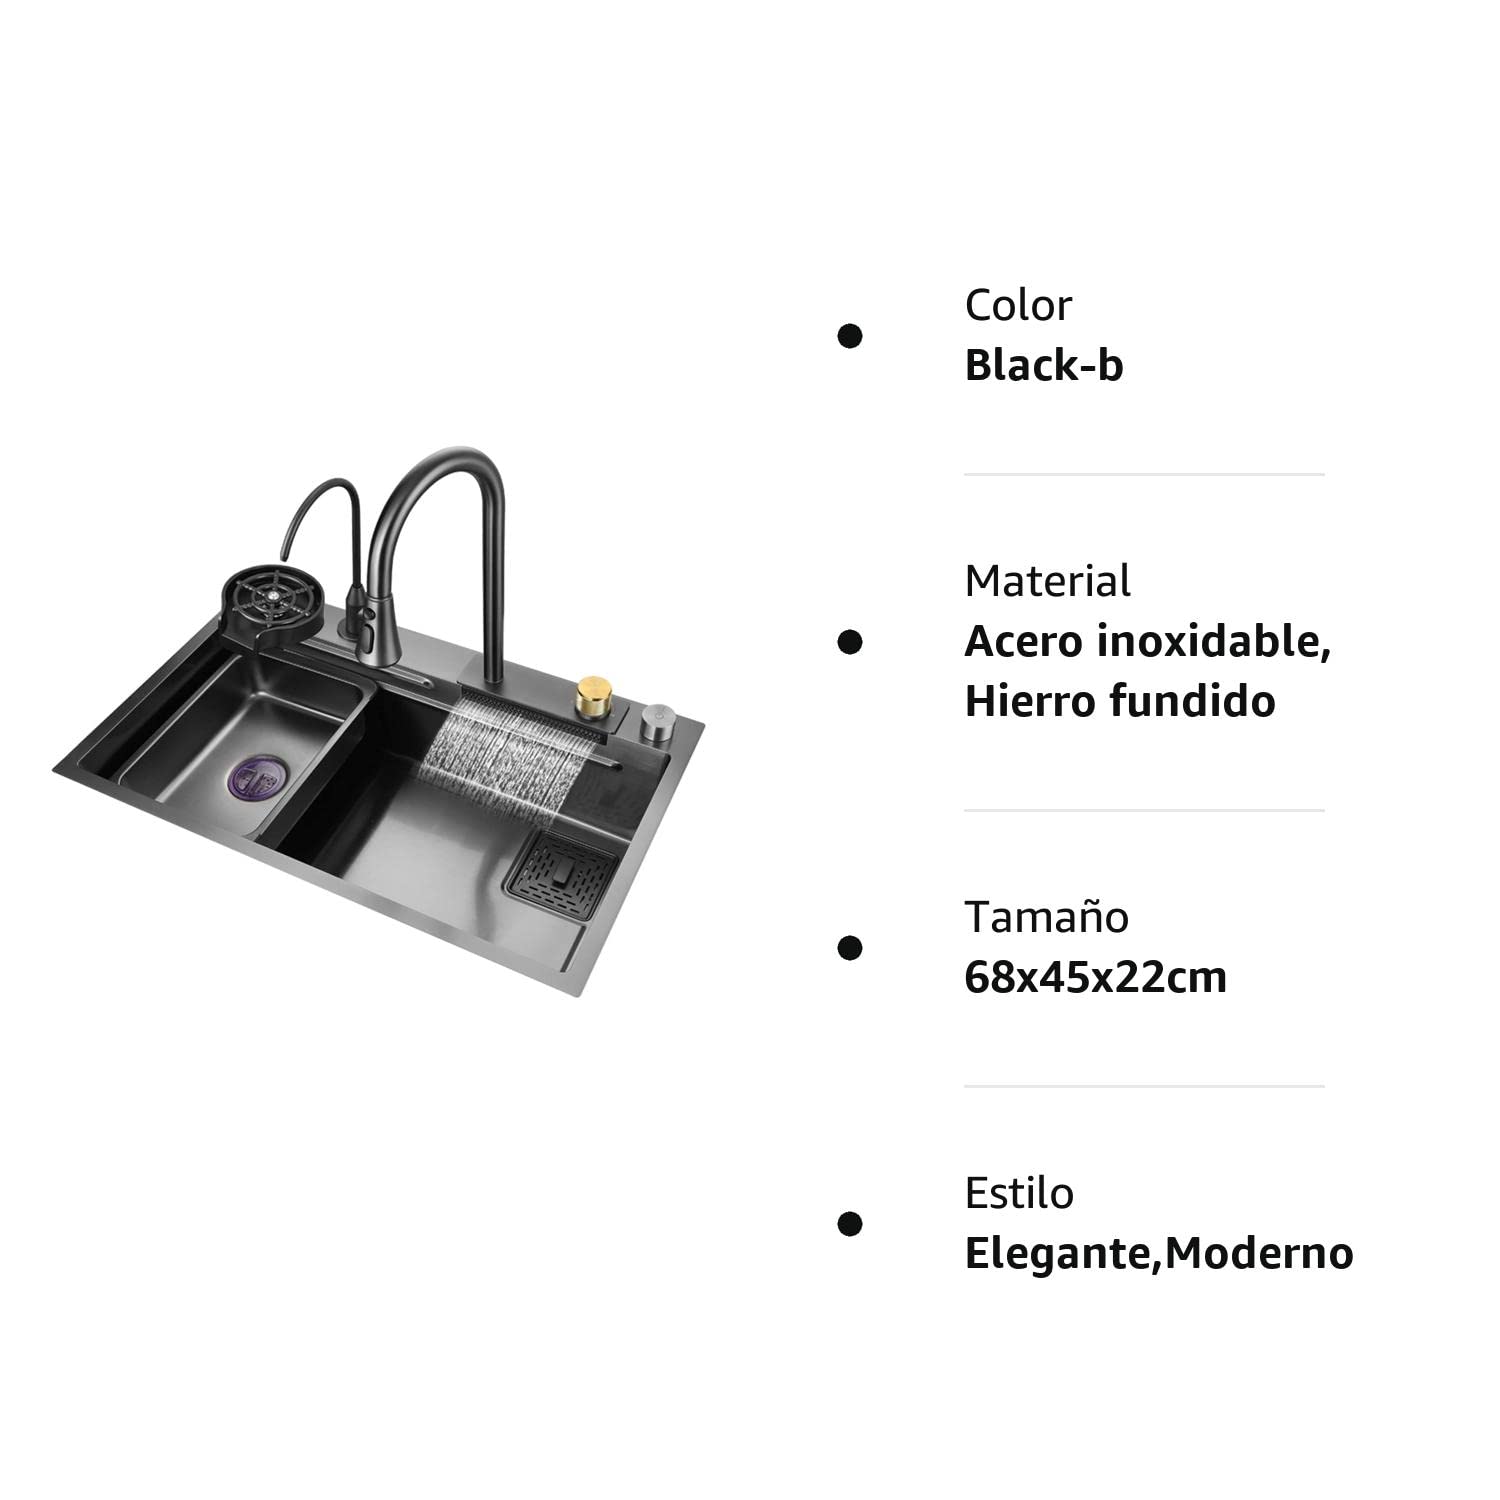 Color
Black-b
Material
Acero inoxidable,
Hierro fundido
Tamaño
68x45x22cm
Estilo
Elegante,Moderno